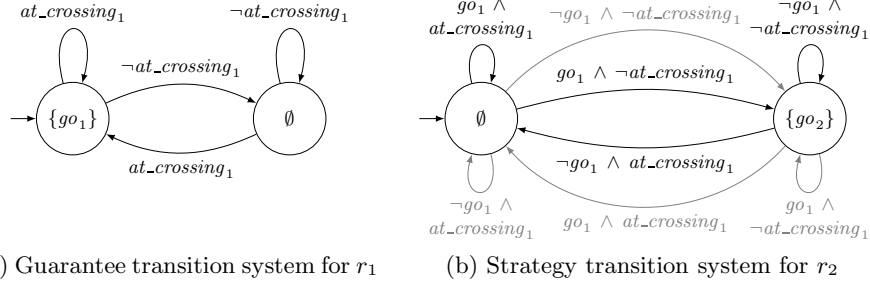 at_crossing₁
¬at_crossing₁
¬at_crossing₁
{go₁}
∅
at_crossing₁
) Guarantee transition system for r₁
go₁ ∧
at_crossing₁
¬go₁ ∧ ¬at_crossing₁
¬go₁ ∧
¬at_crossing₁
go₁ ∧ ¬at_crossing₁
∅
{go₂}
¬go₁ ∧ at_crossing₁
¬go₁ ∧
at_crossing₁
go₁ ∧ at_crossing₁
go₁ ∧
¬at_crossing₁
(b) Strategy transition system for r₂